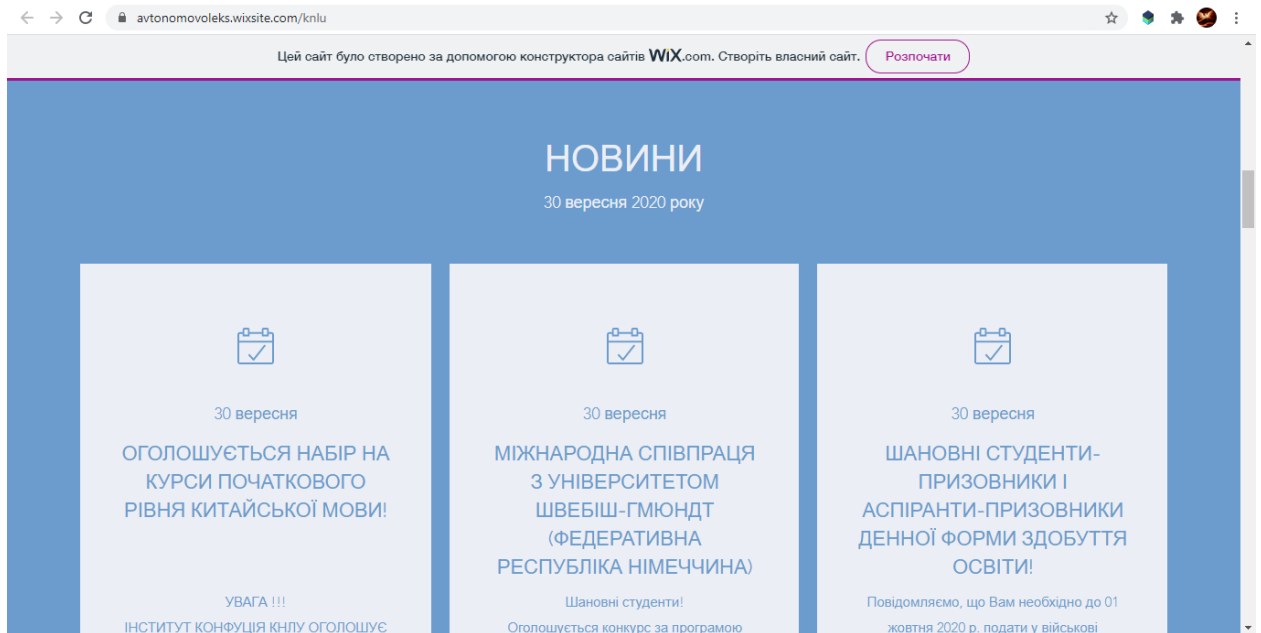 avtonomovoleks.wixsite.com/knlu
Цей сайт було створено за допомогою конструктора сайтів WiX.com. Створіть власний сайт. Розпочати
НОВИНИ
30 вересня 2020 року
30 вересня
ОГОЛОШУЄТЬСЯ НАБІР НА
КУРСИ ПОЧАТКОВОГО
РІВНЯ КИТАЙСЬКОЇ МОВИ!
УВАГА !!!
ІНСТИТУТ КОНФУЦІЯ КНЛУ ОГОЛОШУЄ
30 вересня
МІЖНАРОДНА СПІВПРАЦЯ
З УНІВЕРСИТЕТОМ
ШВЕБІШ-ГМЮНДТ
(ФЕДЕРАТИВНА
РЕСПУБЛІКА НІМЕЧЧИНА)
Шановні студенти!
Оголошується конкурс за програмою
30 вересня
ШАНОВНІ СТУДЕНТИ-
ПРИЗОВНИКИ І
АСПІРАНТИ-ПРИЗОВНИКИ
ДЕННОЇ ФОРМИ ЗДОБУТТЯ
ОСВІТИ!
Повідомляємо, що Вам необхідно до 01
жовтня 2020 р. подати у військові